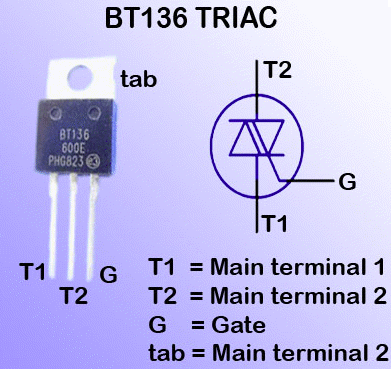 BT136 TRIAC
tab
BT136
600E
PHG823
T1
T2
G
T2
G
T1
T1 = Main terminal 1
T2 = Main terminal 2
G = Gate
tab = Main terminal 2